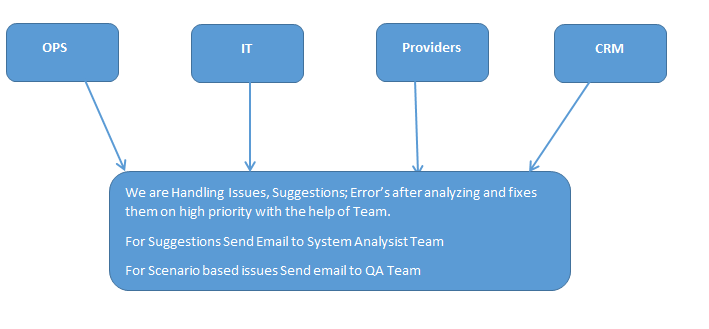 OPS
IT
Providers
CRM
We are Handling Issues, Suggestions; Error’s after analyzing and fixes
them on high priority with the help of Team.
For Suggestions Send Email to System Analysist Team
For Scenario based issues Send email to QA Team